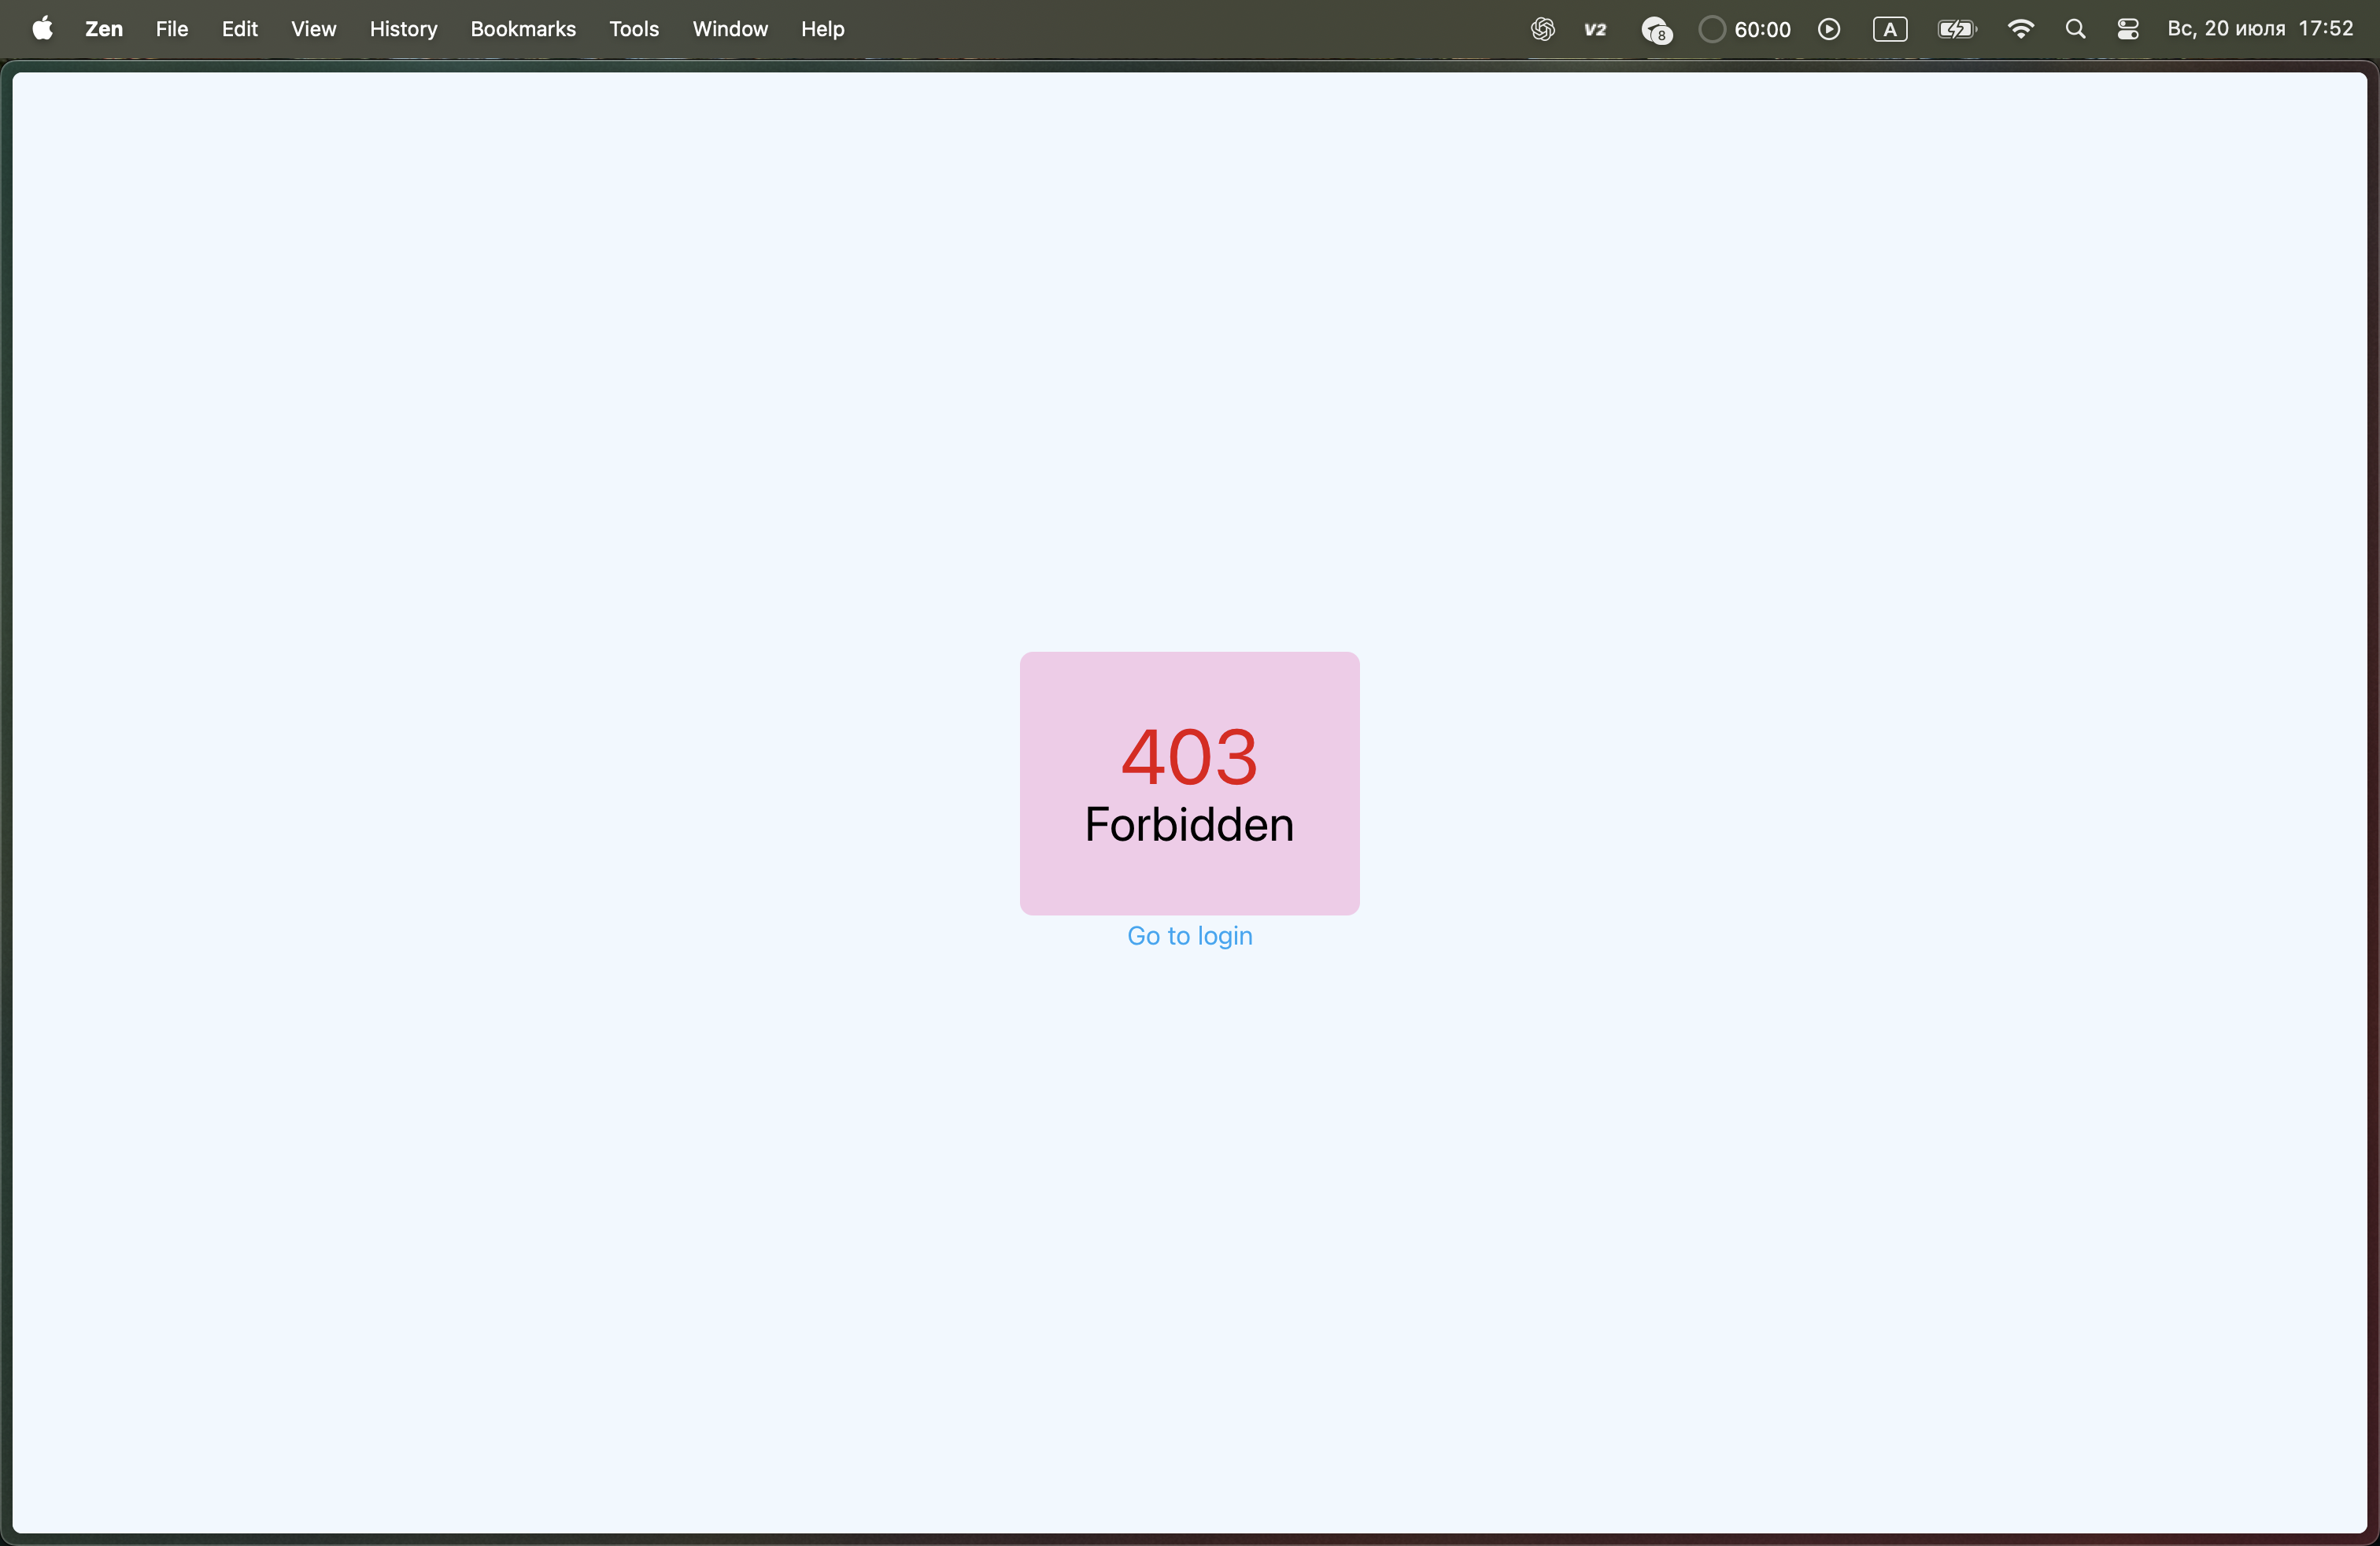 Zen File Edit View History Bookmarks Tools Window Help V2 8 60:00 A Вс, 20 июля 17:52
403
Forbidden
Go to login